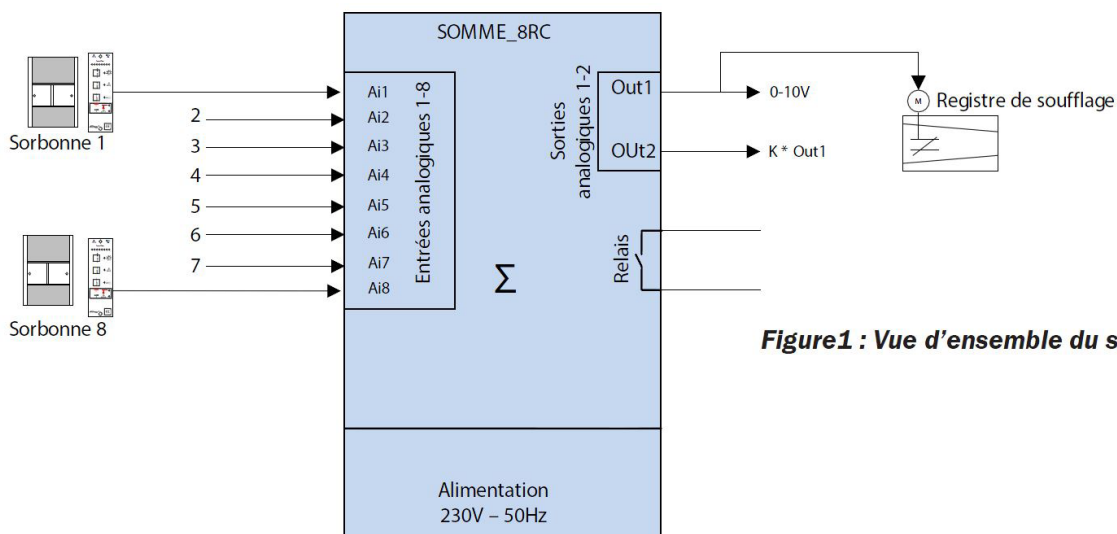 SOMME_8RC
Sorbonne 1
2
3
4
5
6
7
Sorbonne 8
Ai1
Ai2
Ai3
Ai4
Ai5
Ai6
Ai7
Ai8
Entrées analogiques 1-8
Σ
Sorties
analogiques 1-2
Out1
OUt2
0-10V
K * Out1
M
Registre de soufflage
Relais
Figure1 : Vue d'ensemble du s
Alimentation
230V – 50Hz